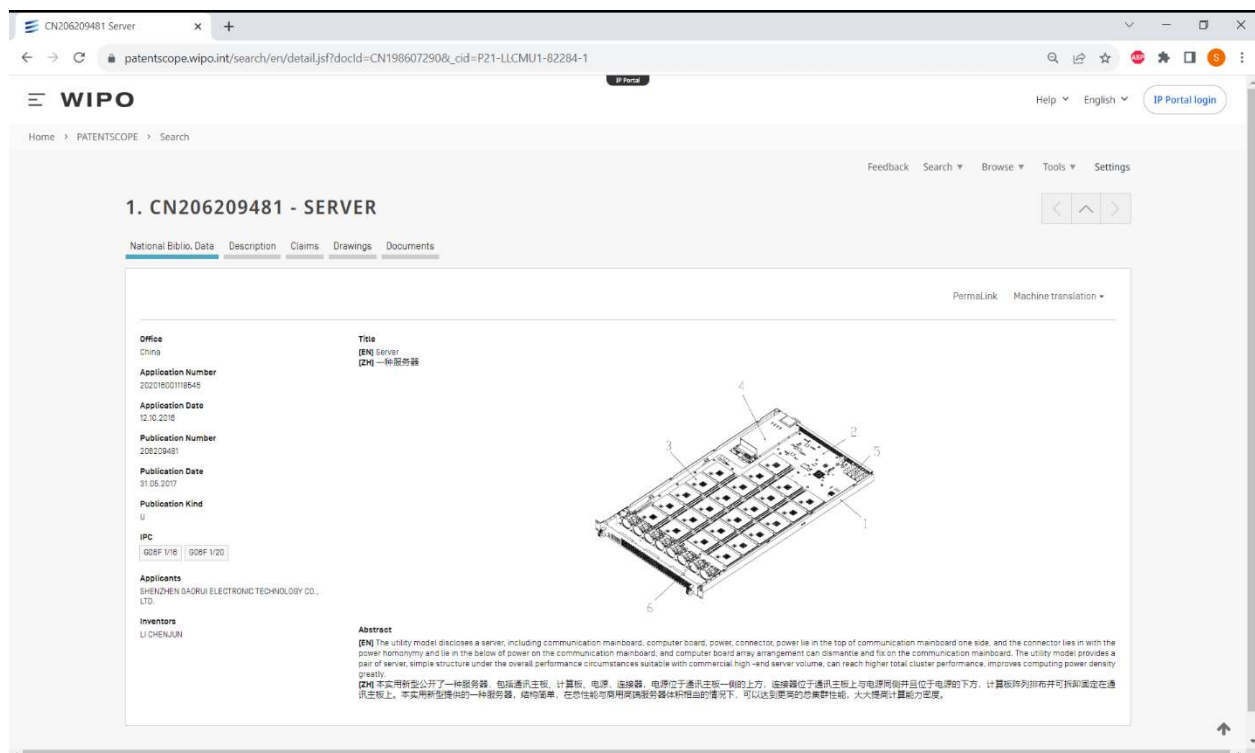 CN206209481 Server
patentscope.wipo.int/search/en/detail.jsf?docId=CN198607290&_cid=P21-LLCMU1-82284-1
IP Portal
WIPO
Help
English
IP Portal login
Home > PATENTSCOPE > Search
Feedback Search Browse Tools Settings
1. CN206209481 - SERVER
National Biblio. Data Description Claims Drawings Documents
PermaLink Machine translation
Office
China
Application Number
202016001118545
Application Date
12.10.2016
Publication Number
206209481
Publication Date
31.05.2017
Publication Kind
U
IPC
G06F 1/16 G06F 1/20
Applicants
SHENZHEN GAORUI ELECTRONIC TECHNOLOGY CO.,
LTD.
Inventors
LI CHENJUN
Title
[EN] Server
[ZH] 一种服务器
4
3
2
5
1
6
Abstract
[EN] The utility model discloses a server, including communication mainboard, computer board, power, connector, power lie in the top of communication mainboard one side, and the connector lies in with the
power homonymy and lie in the below of power on the communication mainboard, and computer board array arrangement can dismantle and fix on the communication mainboard. The utility model provides a
pair of server, simple structure under the overall performance circumstances suitable with commercial high -end server volume, can reach higher total cluster performance, improves computing power density
greatly.
[ZH] 本实用新型公开了一种服务器，包括通讯主板、计算板、电源，连接器，电源位于通讯主板一侧的上方，连接器位于通讯主板上与电源同侧并且位于电源的下方，计算板阵列排布并可拆卸固定在通
讯主板上。本实用新型提供的一种服务器，结构简单，在总性能与商用高端服务器体积相当的情况下，可以达到更高的总集群性能，大大提高计算能力密度。